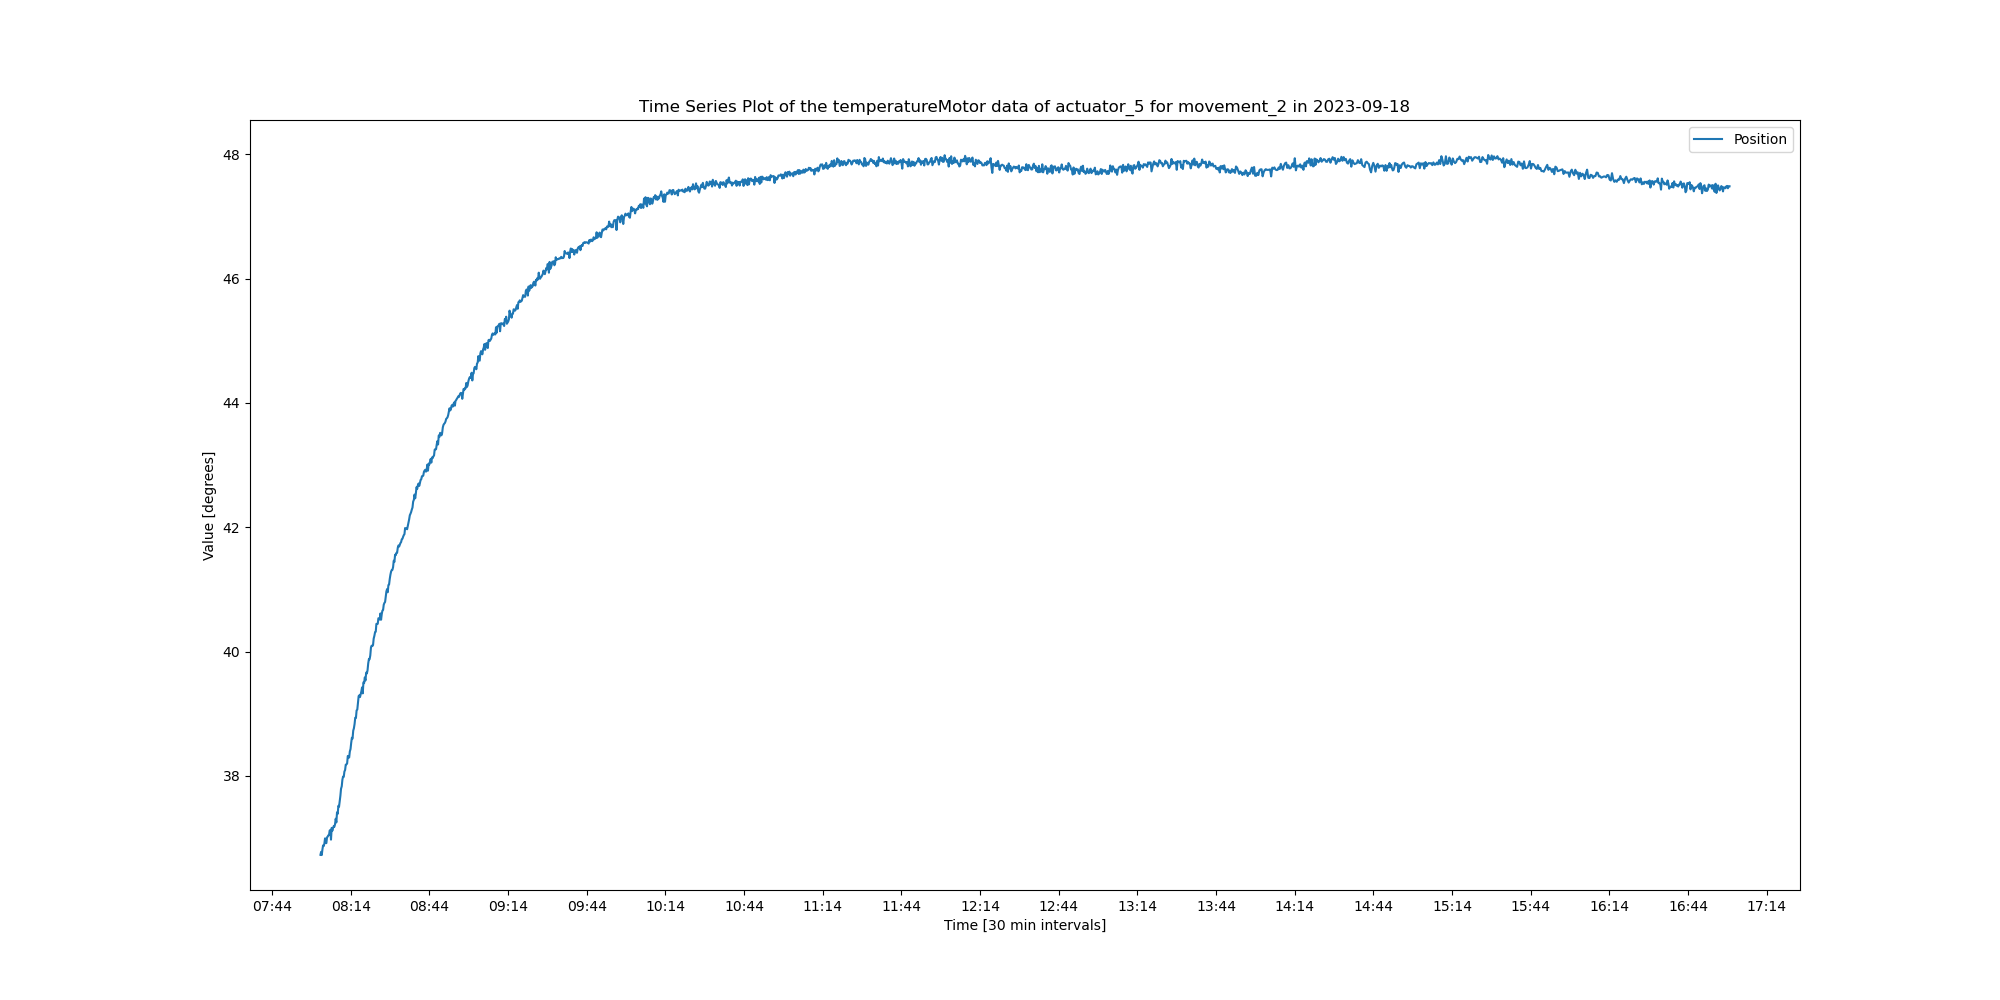 Time Series Plot of the temperatureMotor data of actuator_5 for movement_2 in 2023-09-18
Position
48
46
44
42
40
38
Value [degrees]
07:44 08:14 08:44 09:14 09:44 10:14 10:44 11:14 11:44 12:14 12:44 13:14 13:44 14:14 14:44 15:14 15:44 16:14 16:44 17:14
Time [30 min intervals]